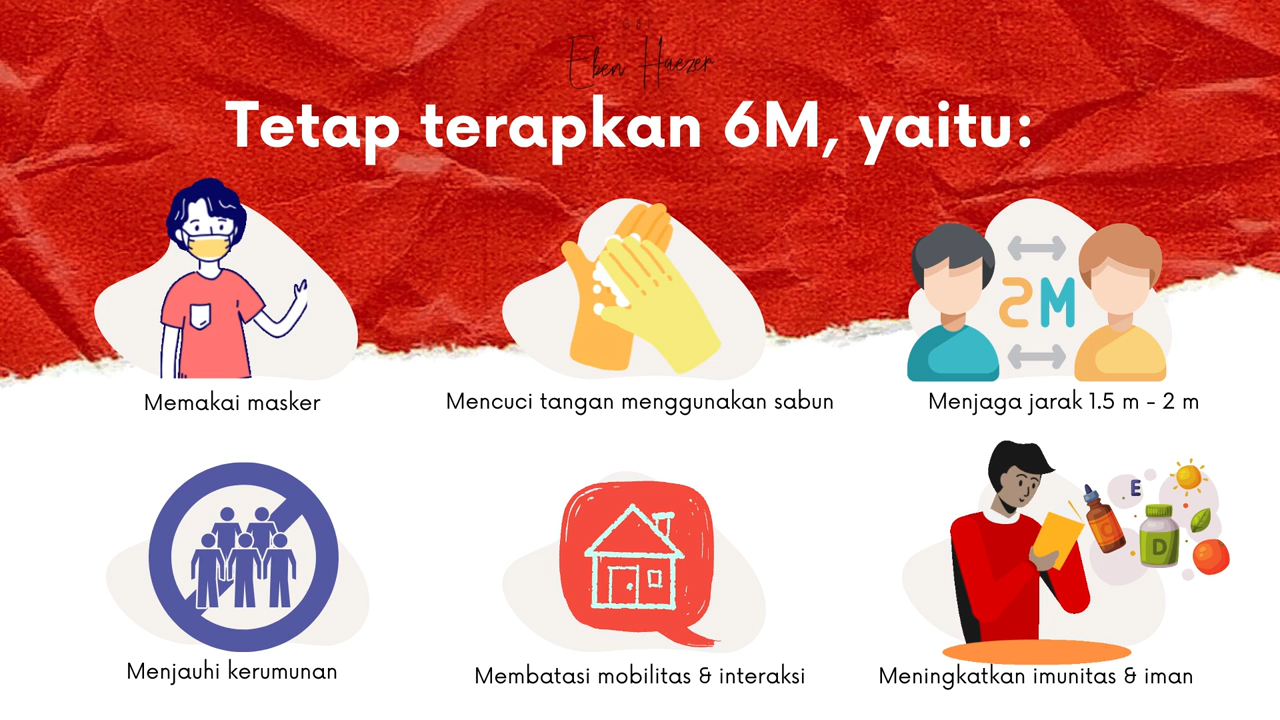 GBI
Eben Haezer
Tetap terapkan 6M, yaitu:
2M
Memakai masker
Mencuci tangan menggunakan sabun
Menjaga jarak 1.5 m - 2 m
E
C
D
Menjauhi kerumunan
Membatasi mobilitas & interaksi
Meningkatkan imunitas & iman